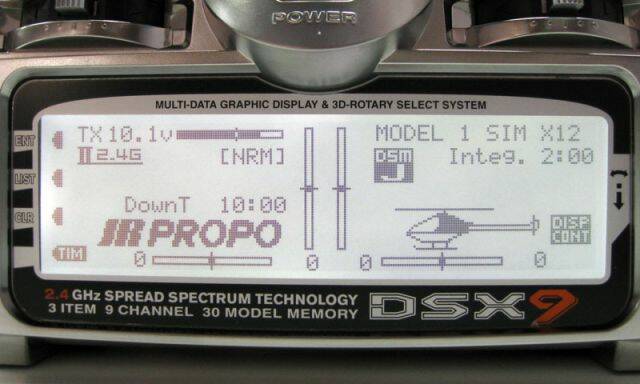 POWER
MULTI-DATA GRAPHIC DISPLAY & 3D-ROTARY SELECT SYSTEM
ENT
LIST
CLR
TIM
TX 10.1v
MODEL 1 SIM X12
2.4G
[NRM]
DSM
J
Integ. 2:00
DownT 10:00
JR PROPO
DISP
CONT
0 0 0 0
2.4 GHz SPREAD SPECTRUM TECHNOLOGY
3 ITEM 9 CHANNEL 30 MODEL MEMORY
DSX9